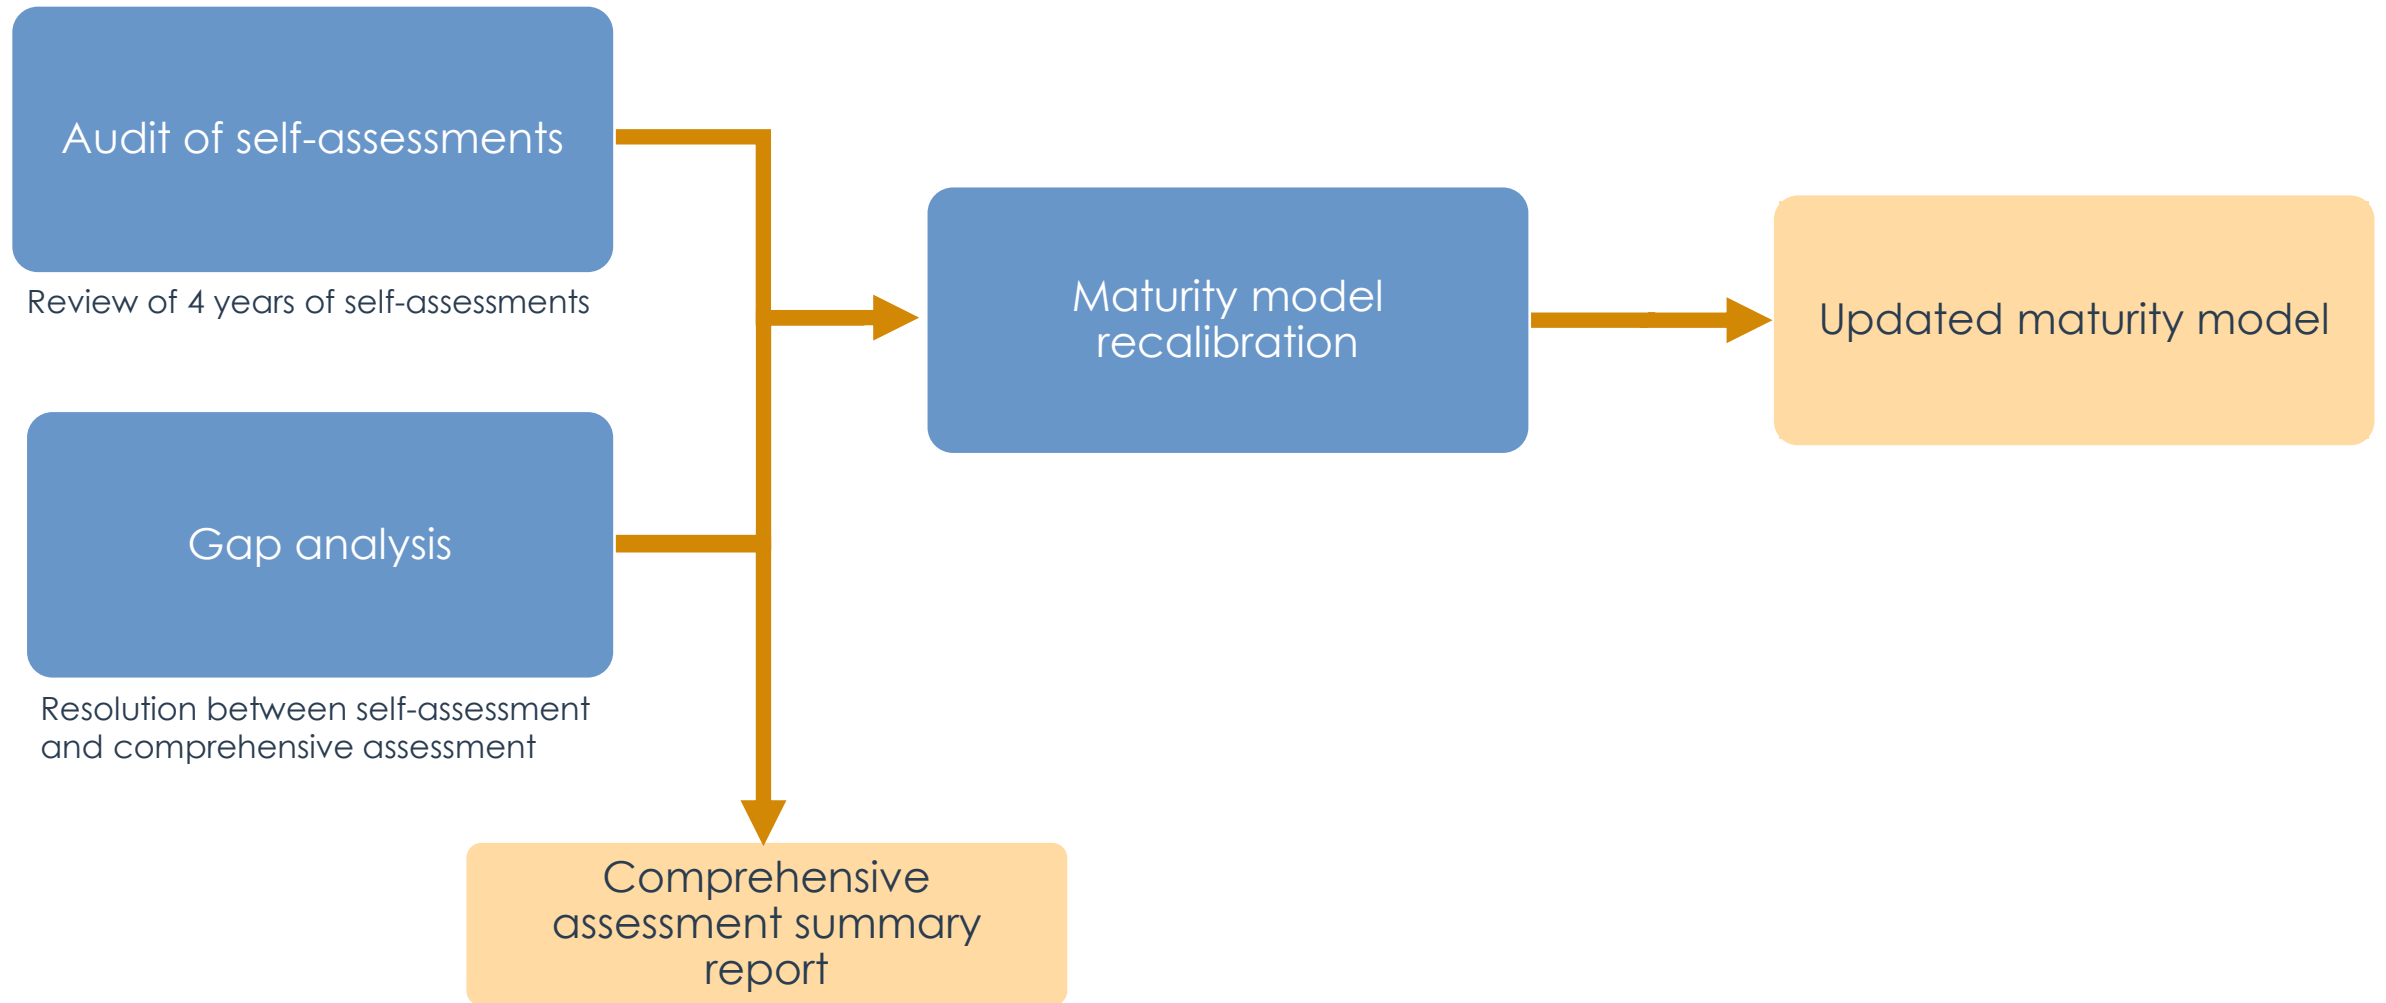 Audit of self-assessments
Review of 4 years of self-assessments
Gap analysis
Resolution between self-assessment
and comprehensive assessment
Maturity model
recalibration
Updated maturity model
Comprehensive
assessment summary
report